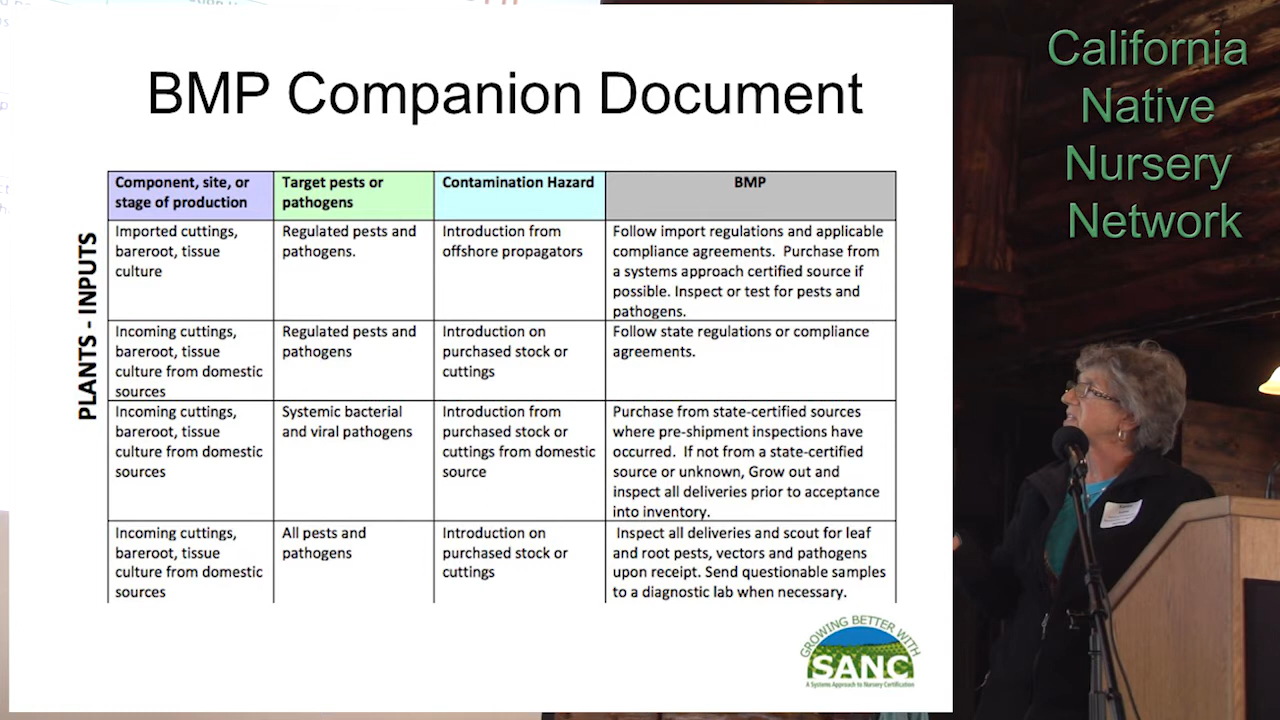 BMP Companion Document
Component, site, or
stage of production
Target pests or
pathogens
Contamination Hazard
BMP
PLANTS - INPUTS
Imported cuttings,
bareroot, tissue
culture
Regulated pests and
pathogens.
Introduction from
offshore propagators
Follow import regulations and applicable
compliance agreements. Purchase from
a systems approach certified source if
possible. Inspect or test for pests and
pathogens.
Incoming cuttings,
bareroot, tissue
culture from domestic
sources
Regulated pests and
pathogens
Introduction on
purchased stock or
cuttings
Follow state regulations or compliance
agreements.
Incoming cuttings,
bareroot, tissue
culture from domestic
sources
Systemic bacterial
and viral pathogens
Introduction from
purchased stock or
cuttings from domestic
source
Purchase from state-certified sources
where pre-shipment inspections have
occurred. If not from a state-certified
source or unknown, Grow out and
inspect all deliveries prior to acceptance
into inventory.
Incoming cuttings,
bareroot, tissue
culture from domestic
sources
All pests and
pathogens
Introduction on
purchased stock or
cuttings
Inspect all deliveries and scout for leaf
and root pests, vectors and pathogens
upon receipt. Send questionable samples
to a diagnostic lab when necessary.
GROWING BETTER WITH
SANC
A Systems Approach to Nursery Certification
California
Native
Nursery
Network